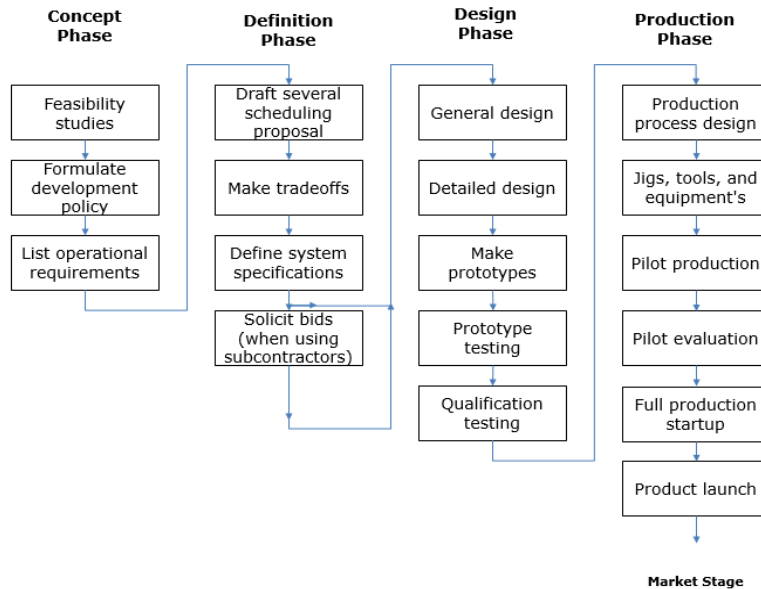 Concept
Phase
Feasibility
studies
Formulate
development
policy
List operational
requirements
Definition
Phase
Draft several
scheduling
proposal
Make tradeoffs
Define system
specifications
Solicit bids
(when using
subcontractors)
Design
Phase
General design
Detailed design
Make
prototypes
Prototype
testing
Qualification
testing
Production
Phase
Production
process design
Jigs, tools, and
equipment's
Pilot production
Pilot evaluation
Full production
startup
Product launch
Market Stage